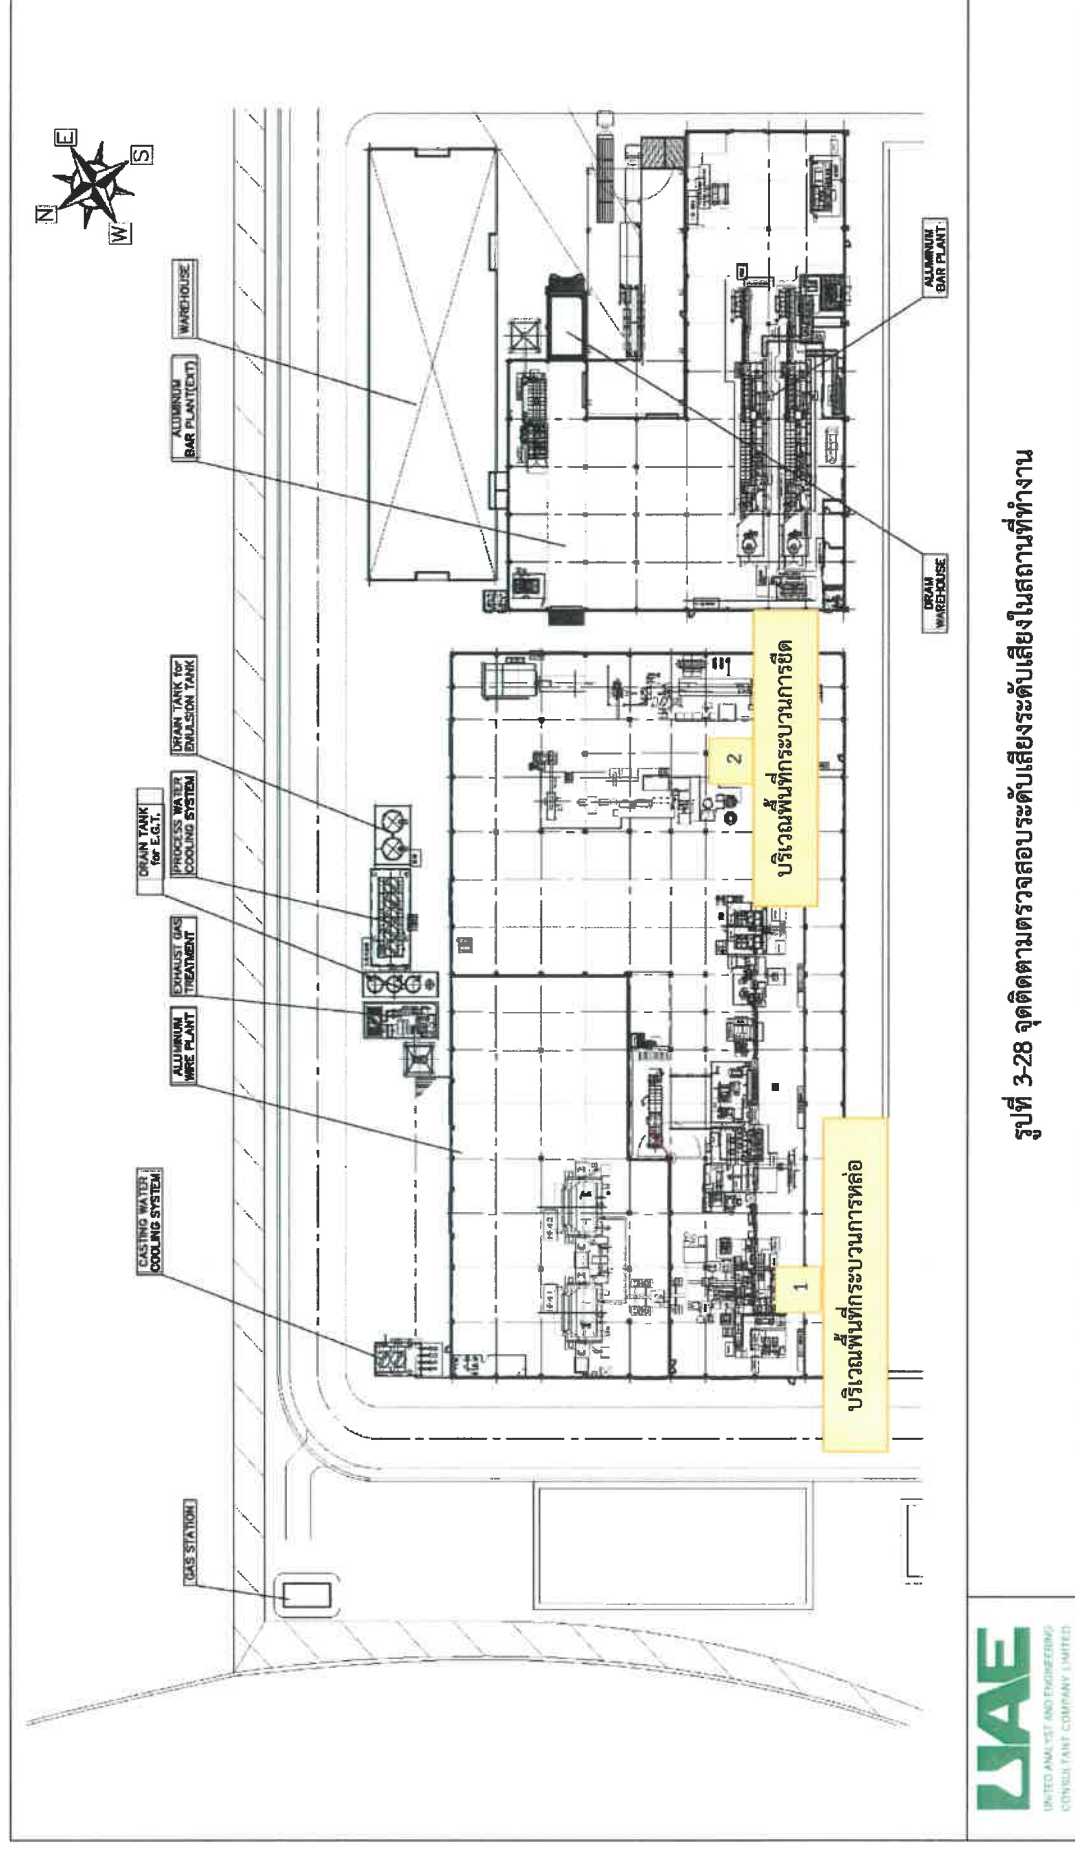 N
E
S
W
WAREHOUSE
ALUMINUM
BAR PLANT(EXT)
DRAIN TANK for
EMULSION TANK
PROCESS WATER
COOLING SYSTEM
DRAIN TANK
for E.G.T.
EXHAUST GAS
TREATMENT
ALUMINUM
WIRE PLANT
CASTING WATER
COOLING SYSTEM
GAS STATION
ALUMINUM
BAR PLANT
DRAM
WAREHOUSE
2
บริเวณพื้นที่กระบวนการยืด
1
บริเวณพื้นที่กระบวนการหล่อ
รูปที่ 3-28 จุดติดตามตรวจสอบระดับเสียงระดับเสียงในสถานที่ทำงาน
UAE
UNITED ANALYST AND ENGINEERING
CONSULTANT COMPANY LIMITED